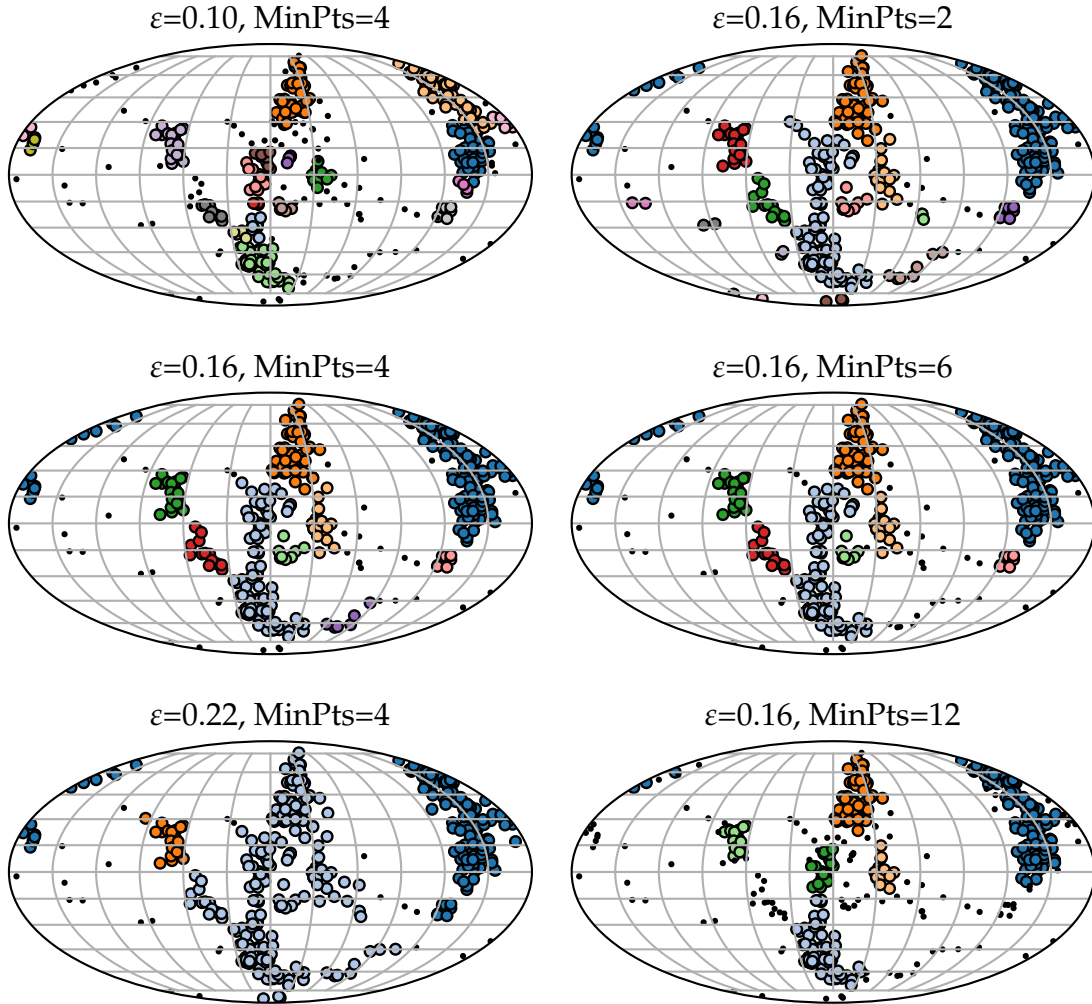 ε=0.10, MinPts=4
ε=0.16, MinPts=2
ε=0.16, MinPts=4
ε=0.16, MinPts=6
ε=0.22, MinPts=4
ε=0.16, MinPts=12